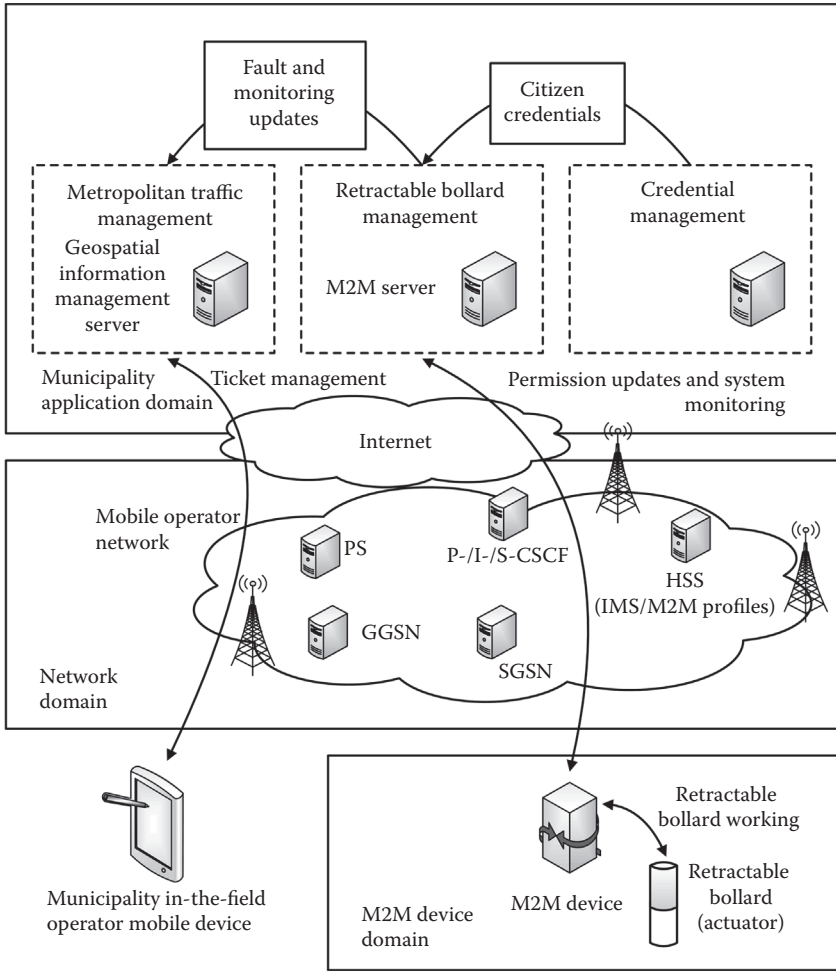 Fault and
monitoring
updates
Citizen
credentials
Metropolitan traffic
management
Geospatial
information
management
server
Retractable bollard
management
M2M server
Credential
management
Municipality
application domain
Ticket management
Permission updates and system
monitoring
Internet
Mobile operator
network
PS
P-/I-/S-CSCF
HSS
(IMS/M2M profiles)
GGSN
SGSN
Network
domain
Municipality in-the-field
operator mobile device
M2M device
Retractable
bollard working
Retractable
bollard
(actuator)
M2M device
domain